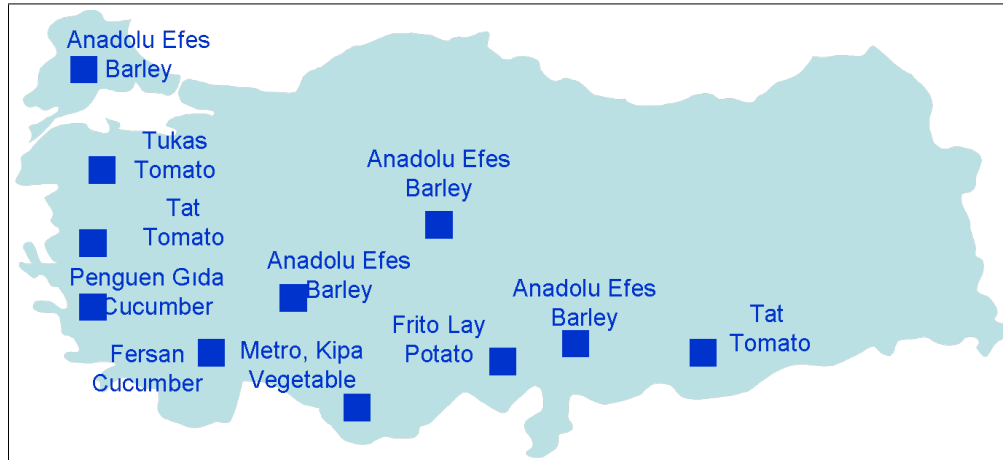 Anadolu Efes
Barley
Tukas
Tomato
Anadolu Efes
Barley
Tat
Tomato
Anadolu Efes
Barley
Penguen Gıda
Cucumber
Anadolu Efes
Barley
Tat
Tomato
Frito Lay
Potato
Fersan
Cucumber
Metro, Kipa
Vegetable